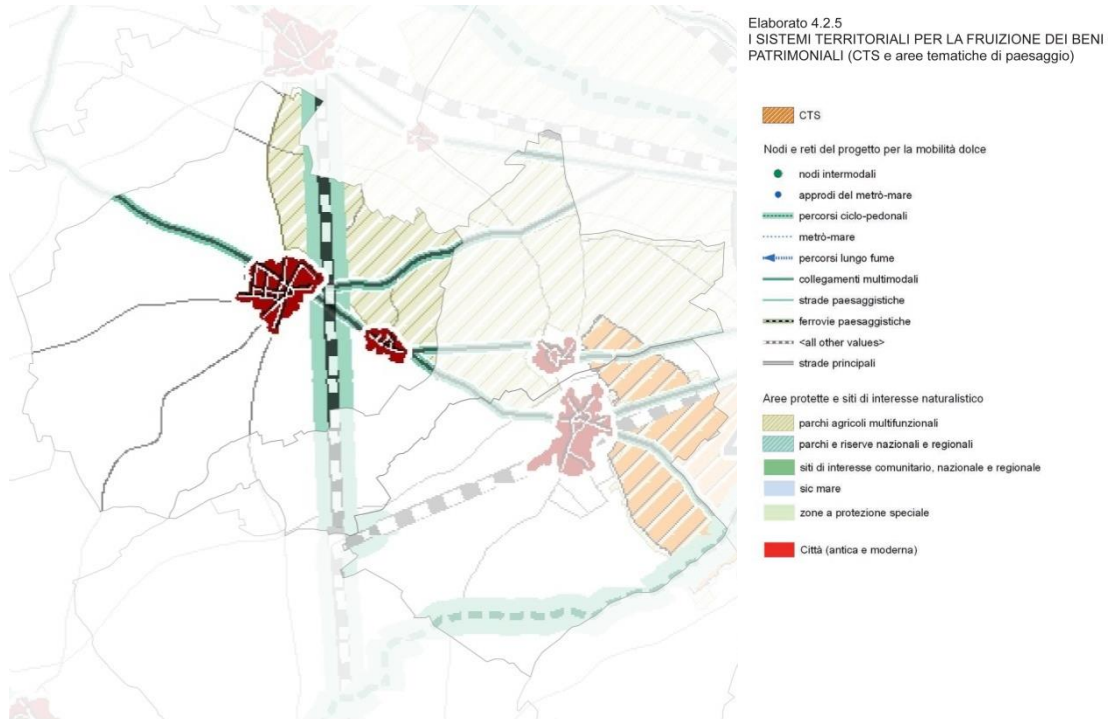 Elaborato 4.2.5
I SISTEMI TERRITORIALI PER LA FRUIZIONE DEI BENI
PATRIMONIALI (CTS e aree tematiche di paesaggio)
CTS
Nodi e reti del progetto per la mobilità dolce
nodi intermodali
approdi del metrò-mare
percorsi ciclo-pedonali
metrò-mare
percorsi lungo fume
collegamenti multimodali
strade paesaggistiche
ferrovie paesaggistiche
<all other values>
strade principali
Aree protette e siti di interesse naturalistico
parchi agricoli multifunzionali
parchi e riserve nazionali e regionali
siti di interesse comunitario, nazionale e regionale
sic mare
zone a protezione speciale
Città (antica e moderna)